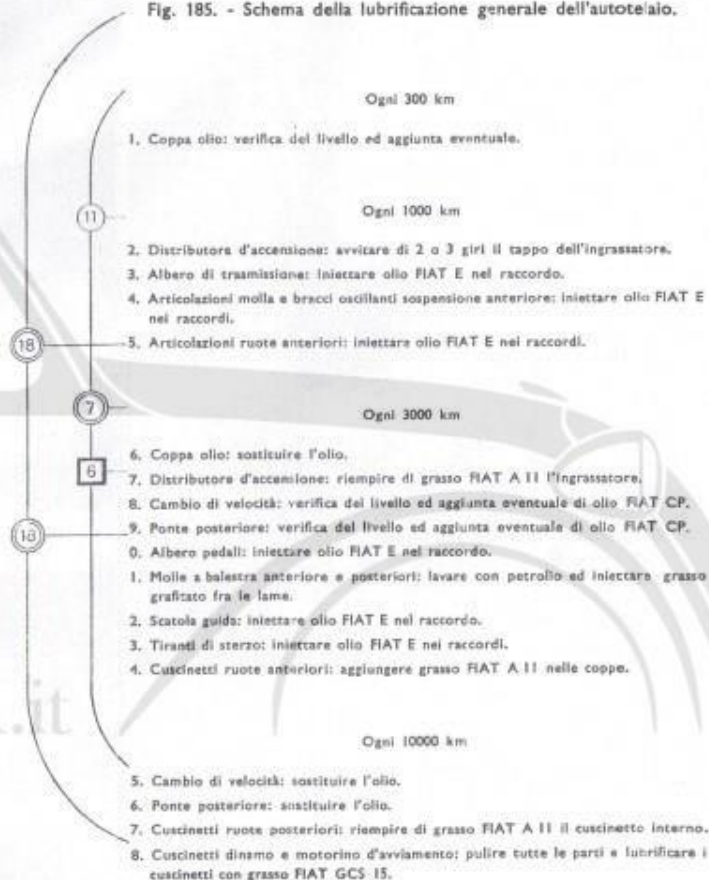 Fig. 185. - Schema della lubrificazione generale dell'autotelaio.
Ogni 300 km
1. Coppa olio: verifica del livello ed aggiunta eventuale.
11
Ogni 1000 km
2. Distributore d'accensione: avvitare di 2 o 3 giri il tappo dell'ingrassatore.
3. Albero di trasmissione: iniettare olio FIAT E nel raccordo.
4. Articolazioni molla e bracci oscillanti sospensione anteriore: iniettare olio FIAT E
nei raccordi.
18
5. Articolazioni ruote anteriori: iniettare olio FIAT E nei raccordi.
7
Ogni 3000 km
6. Coppa olio: sostituire l'olio.
6
7. Distributore d'accensione: riempire di grasso FIAT A 11 l'ingrassatore.
8. Cambio di velocità: verifica del livello ed aggiunta eventuale di olio FIAT CP.
18
9. Ponte posteriore: verifica del livello ed aggiunta eventuale di olio FIAT CP.
0. Albero pedali: iniettare olio FIAT E nel raccordo.
1. Molle a balestra anteriore e posteriori: lavare con petrolio ed iniettare grasso
grafitato fra le lame.
2. Scatola guida: iniettare olio FIAT E nel raccordo.
3. Tiranti di sterzo: iniettare olio FIAT E nei raccordi.
4. Cuscinetti ruote anteriori: aggiungere grasso FIAT A 11 nelle coppe.
.it
Ogni 10000 km
5. Cambio di velocità: sostituire l'olio.
6. Ponte posteriore: sostituire l'olio.
7. Cuscinetti ruote posteriori: riempire di grasso FIAT A 11 il cuscinetto interno.
8. Cuscinetti dinamo e motorino d'avviamento: pulire tutte le parti e lubrificare i
cuscinetti con grasso FIAT GCS 15.